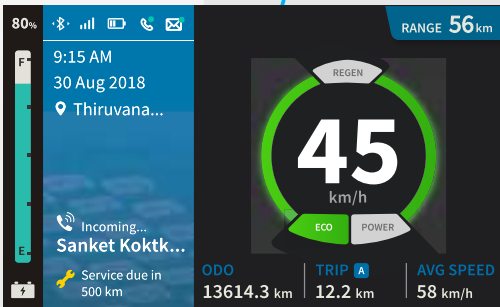 80%
RANGE 56 km
F
9:15 AM
30 Aug 2018
Thiruvana...
REGEN
45
km/h
Incoming...
Sanket Koktk...
ECO
POWER
E
Service due in
500 km
ODO
13614.3 km
TRIP A
12.2 km
AVG SPEED
58 km/h